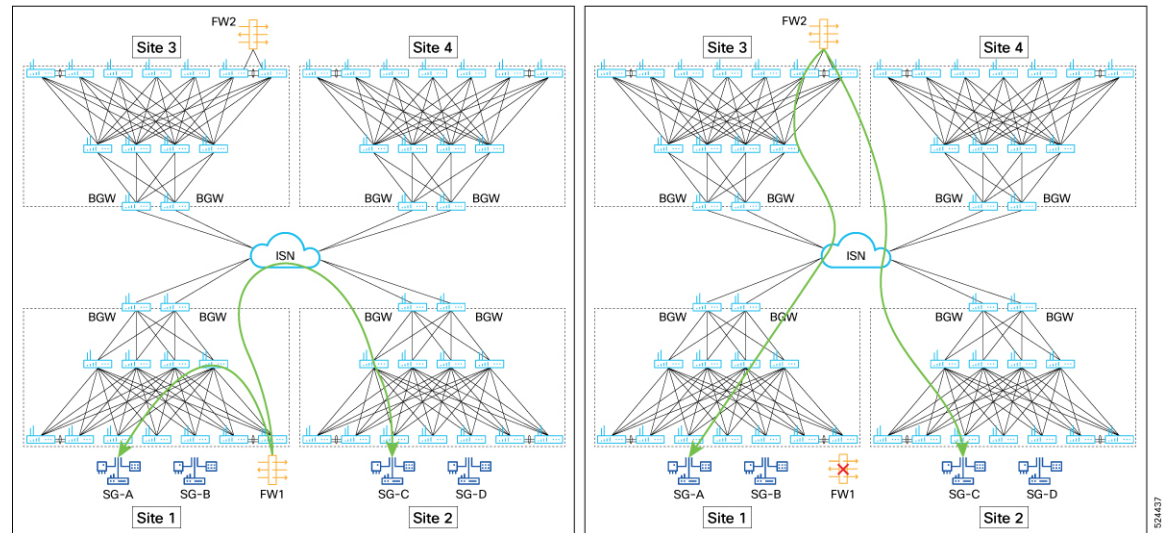 FW2
Site 3
Site 4
BGW
BGW
BGW
BGW
ISN
BGW
BGW
BGW
BGW
SG-A
SG-B
FW1
SG-C
SG-D
Site 1
Site 2
FW2
Site 3
Site 4
BGW
BGW
BGW
BGW
ISN
BGW
BGW
BGW
BGW
SG-A
SG-B
FW1
SG-C
SG-D
Site 1
Site 2
524437